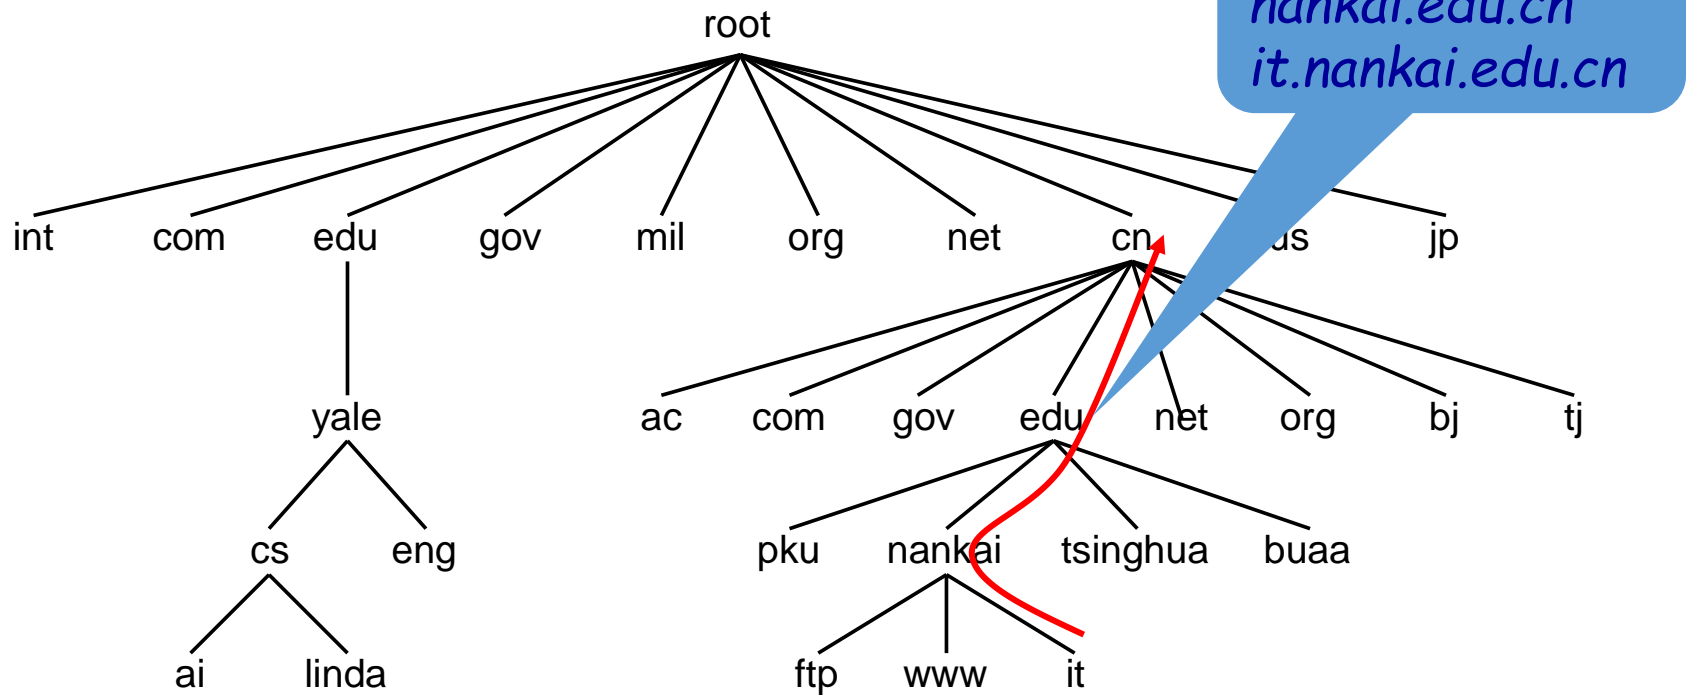 root
nankai.edu.cn
it.nankai.edu.cn
int com edu gov mil org net cn us jp
yale ac com gov edu net org bj tj
cs eng pku nankai tsinghua buaa
ai linda ftp www it